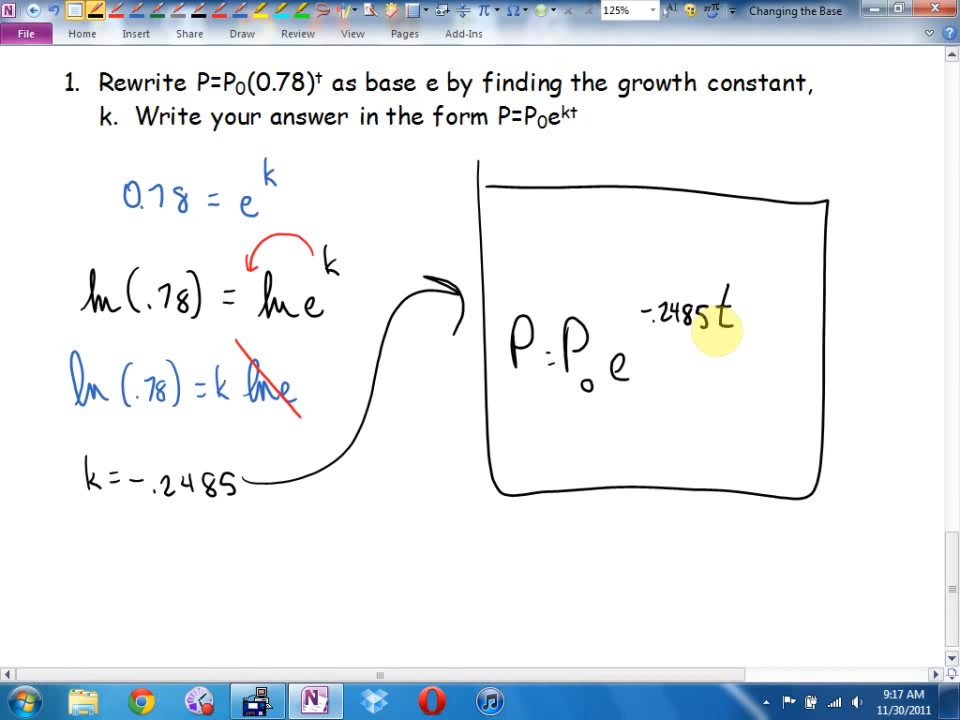 125%
Changing the Base
File Home Insert Share Draw Review View Pages Add-Ins
1. Rewrite P=P₀(0.78)ᵗ as base e by finding the growth constant,
k. Write your answer in the form P=P₀eᵏᵗ
0.78 = eᵏ
ln(.78) = ln eᵏ
ln(.78) = k ln e
k = -.2485
P = P₀ e^-.2485t
9:17 AM
11/30/2011